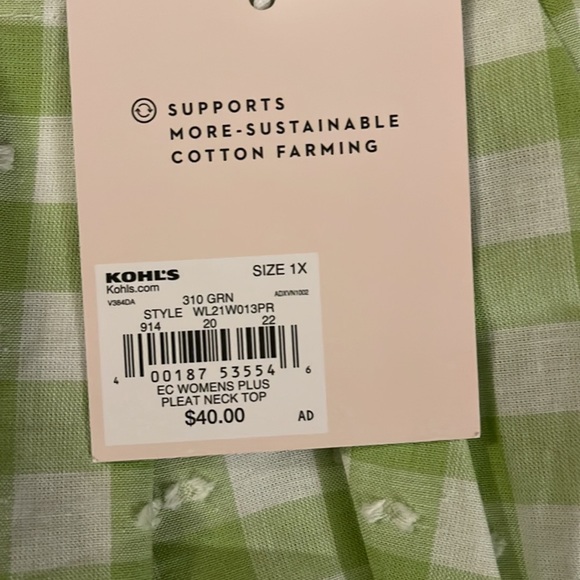 SUPPORTS
MORE-SUSTAINABLE
COTTON FARMING
KOHL'S SIZE 1X
Kohls.com
V384DA 310 GRN ADXVN1002
STYLE WL21W013PR
914 20 22
4 00187 53554 6
EC WOMENS PLUS
PLEAT NECK TOP
$40.00 AD